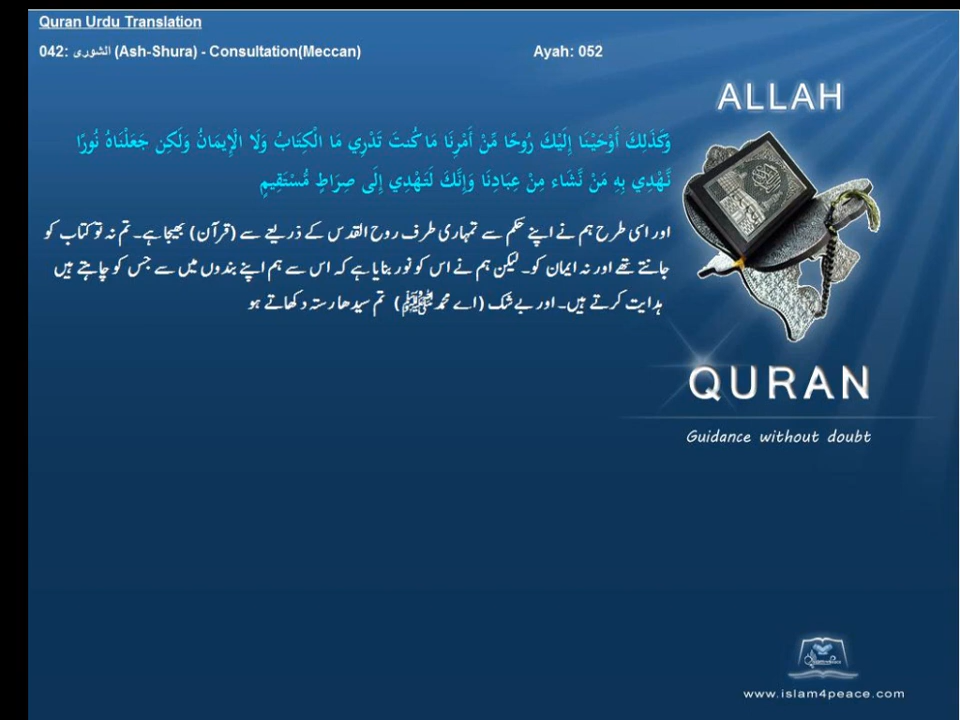 Quran Urdu Translation
042: الشورى (Ash-Shura) - Consultation(Meccan) Ayah: 052
ALLAH
وَكَذَلِكَ أَوْحَيْنَا إِلَيْكَ رُوحًا مِّنْ أَمْرِنَا مَا كُنتَ تَدْرِي مَا الْكِتَابُ وَلَا الْإِيمَانُ وَلَكِن جَعَلْنَاهُ نُورًا
نَّهْدِي بِهِ مَنْ نَّشَاء مِنْ عِبَادِنَا وَإِنَّكَ لَتَهْدِي إِلَى صِرَاطٍ مُّسْتَقِيمٍ
اور اسی طرح ہم نے اپنے حکم سے تمہاری طرف روح القدس کے ذریعے سے (قرآن) بھیجا ہے۔ تم نہ تو کتاب کو
جانتے تھے اور نہ ایمان کو۔ لیکن ہم نے اس کو نور بنایا ہے کہ اس سے ہم اپنے بندوں میں سے جس کو چاہتے ہیں
ہدایت کرتے ہیں۔ اور بےشک (اے محمدﷺ) تم سیدھا رستہ دکھاتے ہو
QURAN
Guidance without doubt
www.islam4peace.com